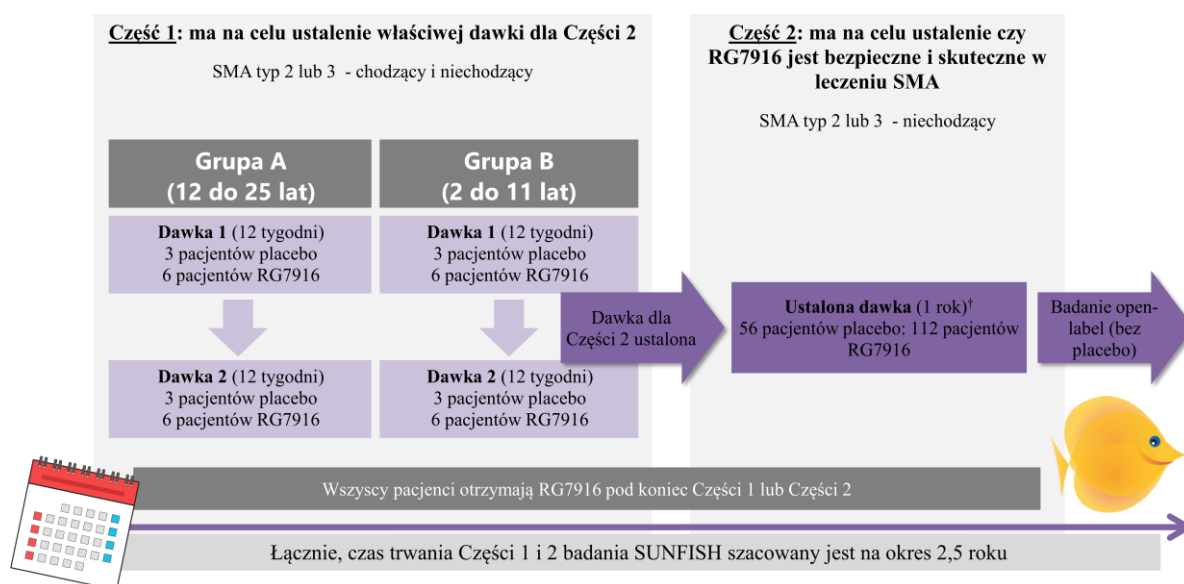 Część 1: ma na celu ustalenie właściwej dawki dla Części 2
SMA typ 2 lub 3 - chodzący i niechodzący
Grupa A
(12 do 25 lat)
Dawka 1 (12 tygodni)
3 pacjentów placebo
6 pacjentów RG7916
Dawka 2 (12 tygodni)
3 pacjentów placebo
6 pacjentów RG7916
Grupa B
(2 do 11 lat)
Dawka 1 (12 tygodni)
3 pacjentów placebo
6 pacjentów RG7916
Dawka 2 (12 tygodni)
3 pacjentów placebo
6 pacjentów RG7916
Dawka dla
Części 2 ustalona
Część 2: ma na celu ustalenie czy
RG7916 jest bezpieczne i skuteczne w
leczeniu SMA
SMA typ 2 lub 3 - niechodzący
Ustalona dawka (1 rok)†
56 pacjentów placebo: 112 pacjentów
RG7916
Badanie open-
label (bez
placebo)
Wszyscy pacjenci otrzymają RG7916 pod koniec Części 1 lub Części 2
Łącznie, czas trwania Części 1 i 2 badania SUNFISH szacowany jest na okres 2,5 roku